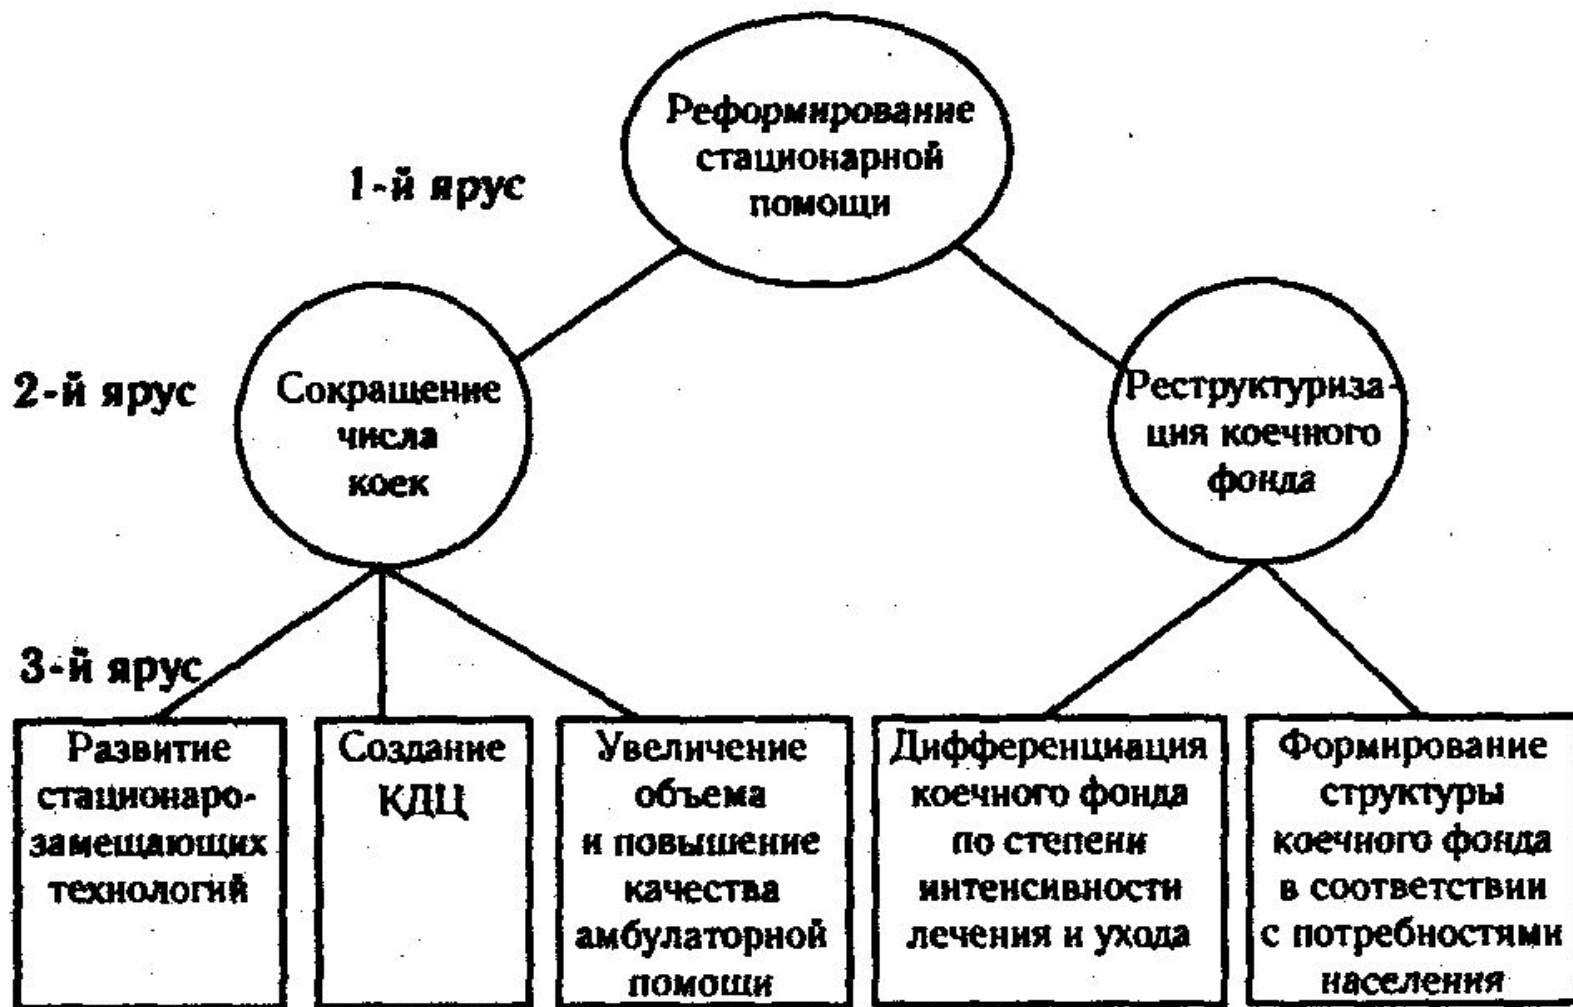 Реформирование
стационарной
помощи
1-й ярус
2-й ярус
Сокращение
числа
коек
Реструктуриза-
ция коечного
фонда
3-й ярус
Развитие
стационаро-
замещающих
технологий
Создание
КДЦ
Увеличение
объема
и повышение
качества
амбулаторной
помощи
Дифференциация
коечного фонда
по степени
интенсивности
лечения и ухода
Формирование
структуры
коечного фонда
в соответствии
с потребностями
населения